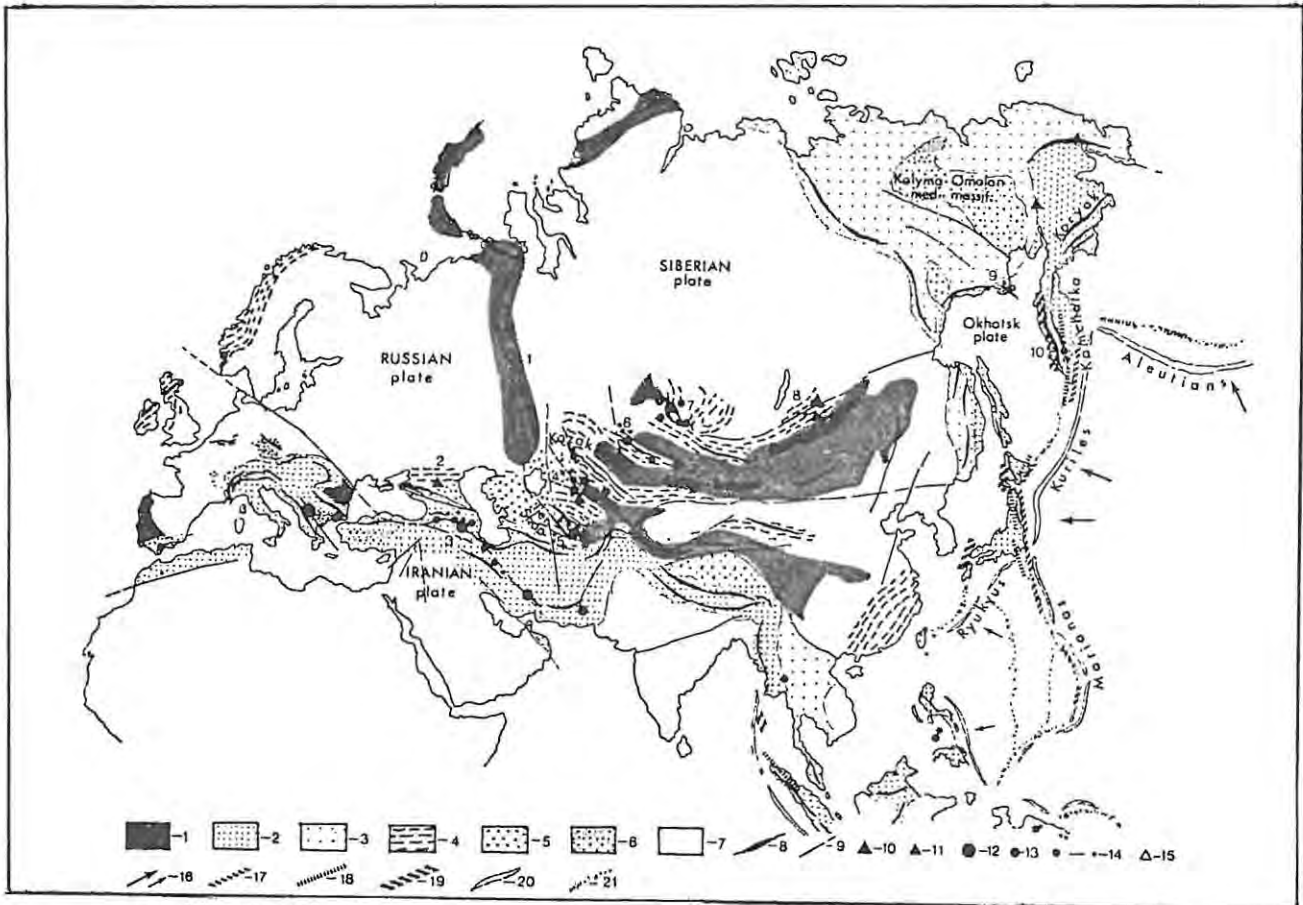 Kolyma-Omolon
med. massif.
Koryak
SIBERIAN
plate
9
Okhotsk
plate
Kamchatka
10
Aleutians
RUSSIAN
plate
1
7
8
6
Kazak
2
Kuriles
3
IRANIAN
plate
Ryukyus
Marianas
-1 -2 -3 -4 -5 -6 -7 -8 -9 -10 -11 -12 -13 -14 -15
-16 -17 -18 -19 -20 -21